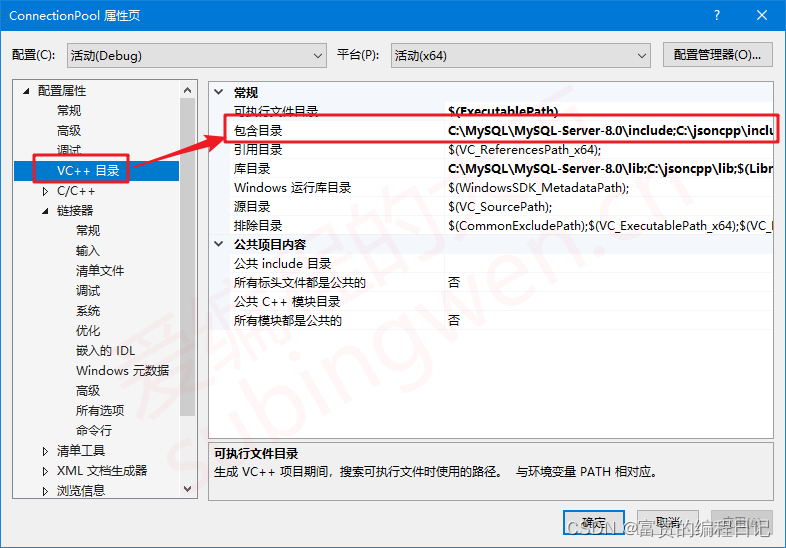 ConnectionPool 属性页
配置(C): 活动(Debug) 平台(P): 活动(x64) 配置管理器(O)...
配置属性
常规
高级
调试
VC++ 目录
C/C++
链接器
常规
输入
清单文件
调试
系统
优化
嵌入的 IDL
Windows 元数据
高级
所有选项
命令行
清单工具
XML 文档生成器
浏览信息
常规
可执行文件目录 $(ExecutablePath)
包含目录 C:\MySQL\MySQL-Server-8.0\include;C:\jsoncpp\inclu
引用目录 $(VC_ReferencesPath_x64);
库目录 C:\MySQL\MySQL-Server-8.0\lib;C:\jsoncpp\lib;$(Libr
Windows 运行库目录 $(WindowsSDK_MetadataPath);
源目录 $(VC_SourcePath);
排除目录 $(CommonExcludePath);$(VC_ExecutablePath_x64);$(VC_
公共项目内容
公共 include 目录
所有标头文件都是公共的 否
公共 C++ 模块目录
所有模块都是公共的 否
可执行文件目录
生成 VC++ 项目期间，搜索可执行文件时使用的路径。 与环境变量 PATH 相对应。
确定 取消
CSDN @富贵的编程日记
爱编程的大丙
subingwen.cn